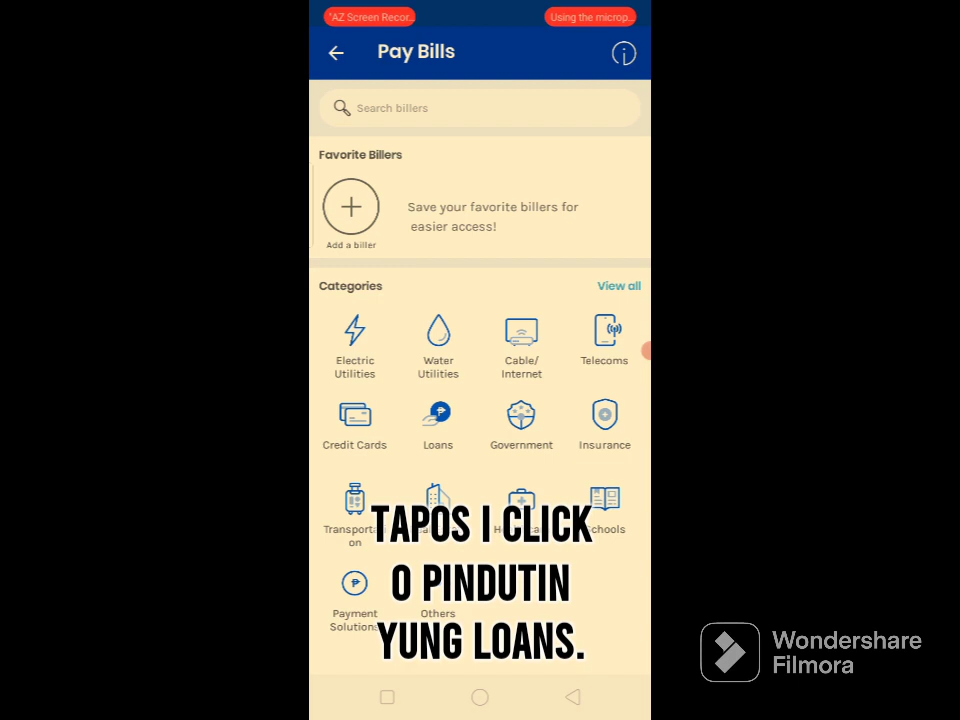 "AZ Screen Recor..
Using the microp...
Pay Bills
Search billers
Favorite Billers
Save your favorite billers for
easier access!
Add a biller
Categories
View all
Electric
Utilities
Water
Utilities
Cable/
Internet
Telecoms
Credit Cards
Loans
Government
Insurance
TAPOS I CLICK
O PINDUTIN
YUNG LOANS.
on
Payment
Solutions
Others
Wondershare
Filmora